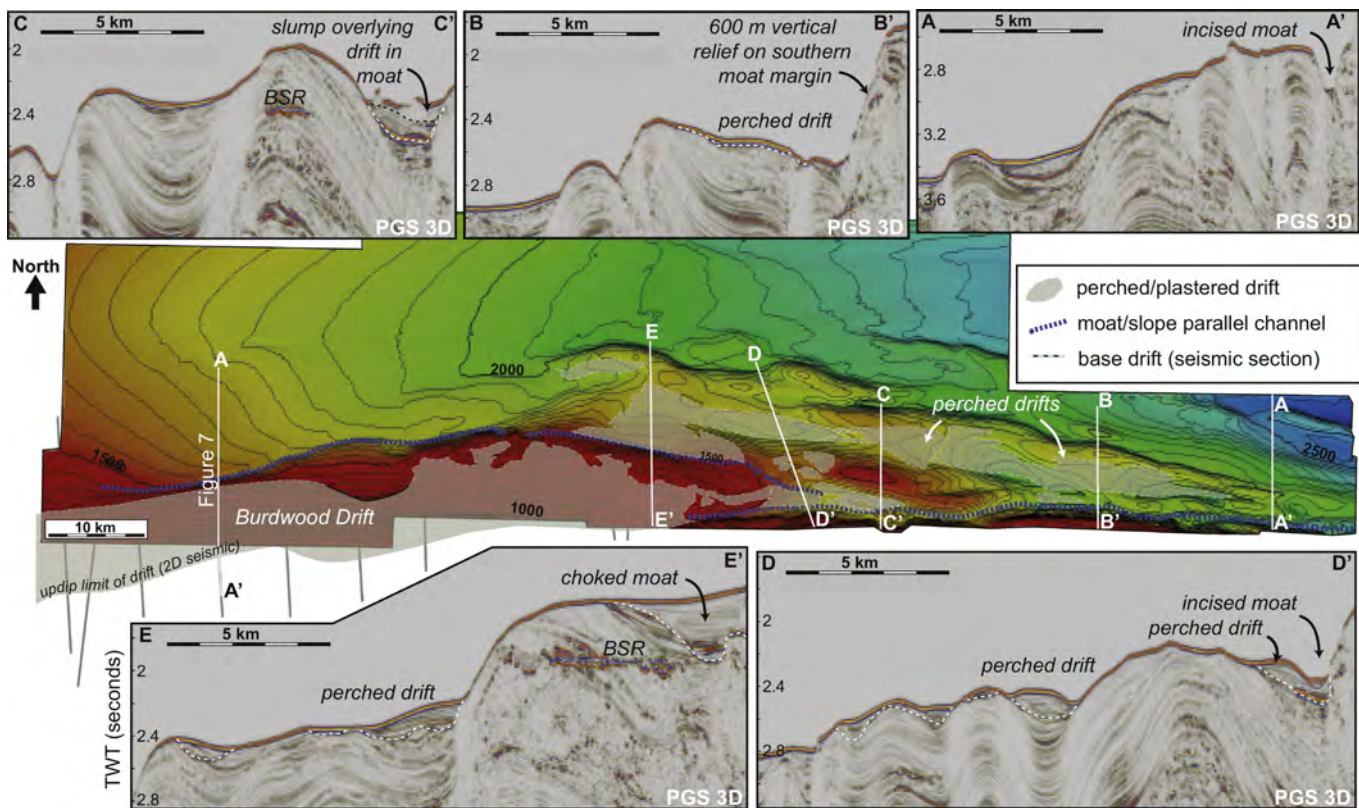 C
5 km
C'
slump overlying
drift in
moat
BSR
2
2.4
2.8
PGS 3D
B
5 km
B'
600 m vertical
relief on southern
moat margin
perched drift
2
2.4
2.8
PGS 3D
A
5 km
A'
incised moat
2.8
3.2
3.6
PGS 3D
North
perched/plastered drift
moat/slope parallel channel
base drift (seismic section)
A
2000
E
D
C
B
A
perched drifts
1500
Figure 7
1500
2500
Burdwood Drift
1000
10 km
E'
D'
C'
B'
A'
updip limit of drift (2D seismic)
A'
E
5 km
E'
choked moat
BSR
perched drift
TWT (seconds)
2
2.4
2.8
PGS 3D
D
5 km
D'
incised moat
perched drift
perched drift
2
2.4
2.8
PGS 3D